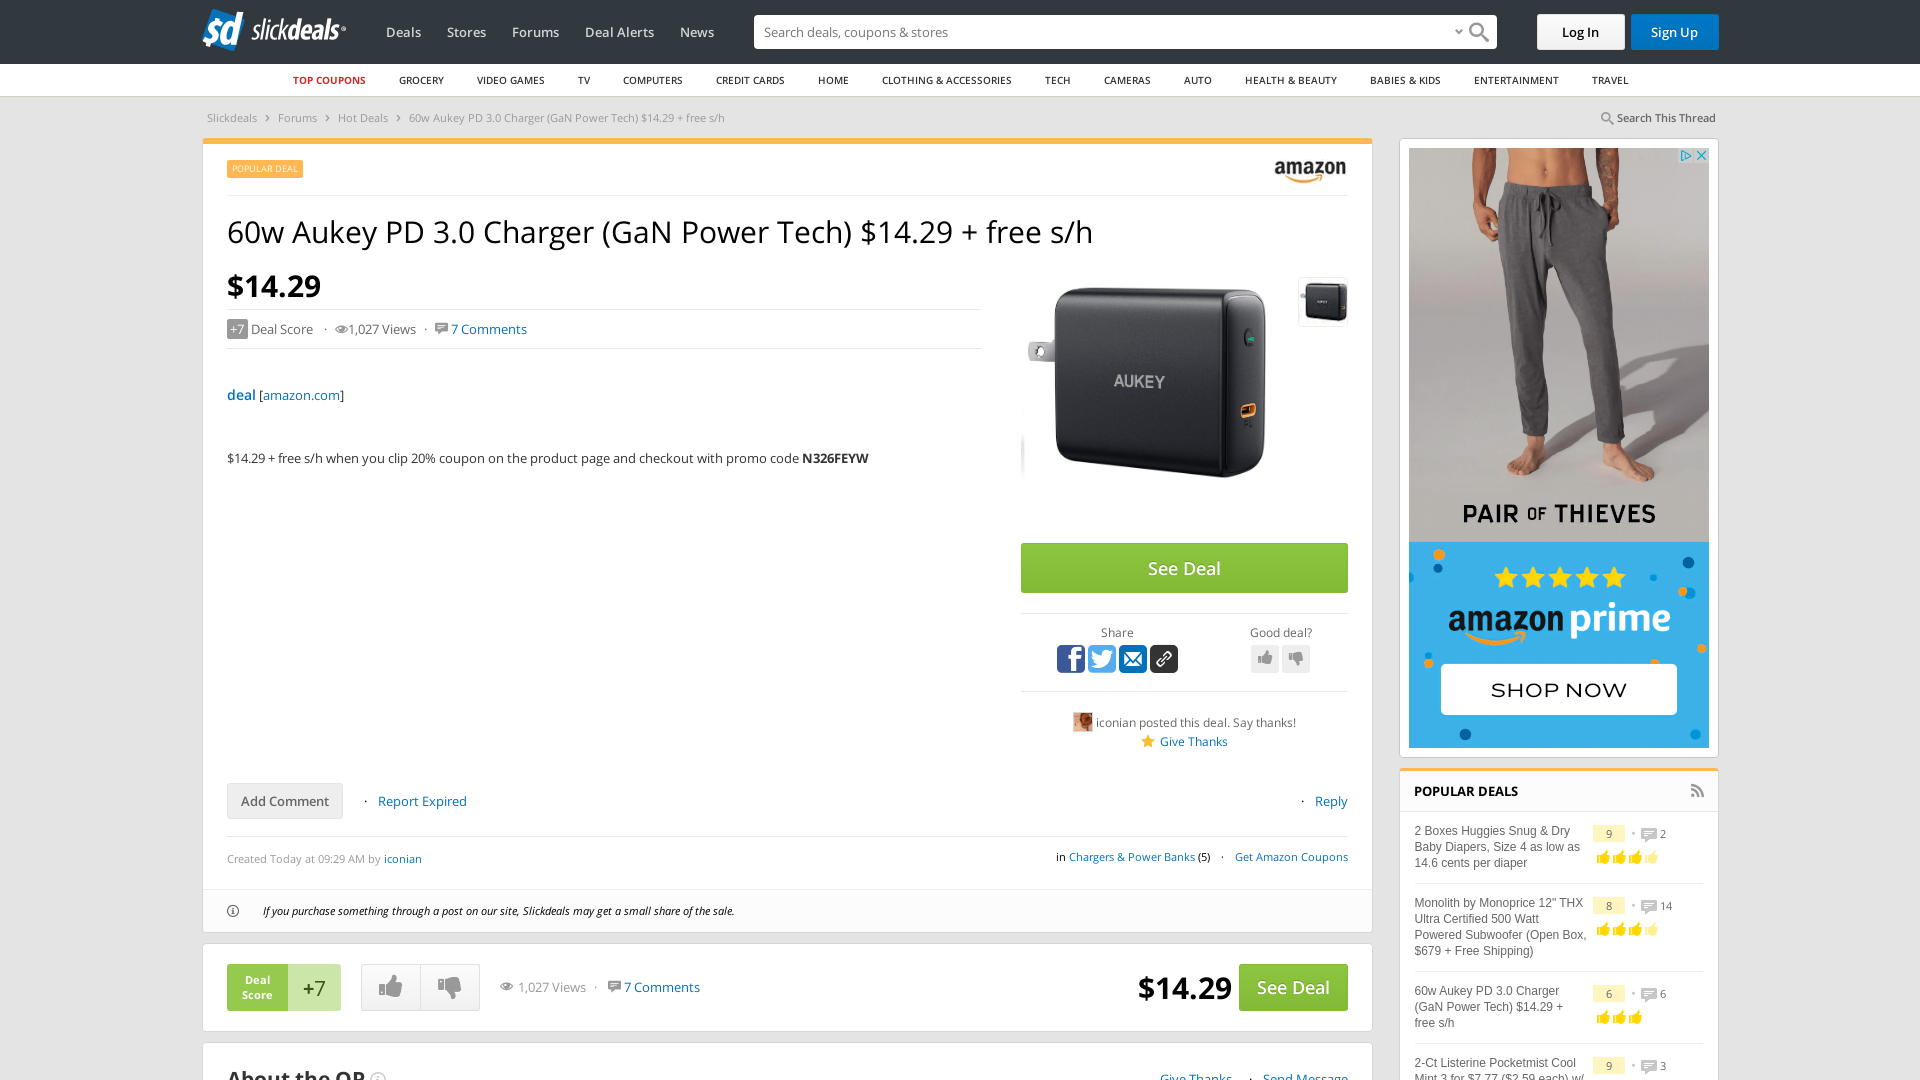 slickdeals
Deals
Stores
Forums
Deal Alerts
News
Search deals, coupons & stores
Log In
Sign Up
TOP COUPONS
GROCERY
VIDEO GAMES
TV
COMPUTERS
CREDIT CARDS
HOME
CLOTHING & ACCESSORIES
TECH
CAMERAS
AUTO
HEALTH & BEAUTY
BABIES & KIDS
ENTERTAINMENT
TRAVEL
Slickdeals › Forums › Hot Deals › 60w Aukey PD 3.0 Charger (GaN Power Tech) $14.29 + free s/h
Search This Thread
POPULAR DEAL
amazon
60w Aukey PD 3.0 Charger (GaN Power Tech) $14.29 + free s/h
$14.29
+7 Deal Score · 1,027 Views · 7 Comments
deal [amazon.com]
$14.29 + free s/h when you clip 20% coupon on the product page and checkout with promo code N326FEYW
AUKEY
See Deal
Share
Good deal?
iconian posted this deal. Say thanks!
Give Thanks
Add Comment
· Report Expired
· Reply
Created Today at 09:29 AM by iconian
in Chargers & Power Banks (5) · Get Amazon Coupons
If you purchase something through a post on our site, Slickdeals may get a small share of the sale.
Deal
Score
+7
1,027 Views · 7 Comments
$14.29
See Deal
About the OP
Give Thanks · Send Message
PAIR OF THIEVES
amazon prime
SHOP NOW
POPULAR DEALS
2 Boxes Huggies Snug & Dry
Baby Diapers, Size 4 as low as
14.6 cents per diaper
9 • 2
Monolith by Monoprice 12" THX
Ultra Certified 500 Watt
Powered Subwoofer (Open Box,
$679 + Free Shipping)
8 • 14
60w Aukey PD 3.0 Charger
(GaN Power Tech) $14.29 +
free s/h
6 • 6
2-Ct Listerine Pocketmist Cool
Mint 3 for $7.77 ($2.59 each) w/
9 • 3